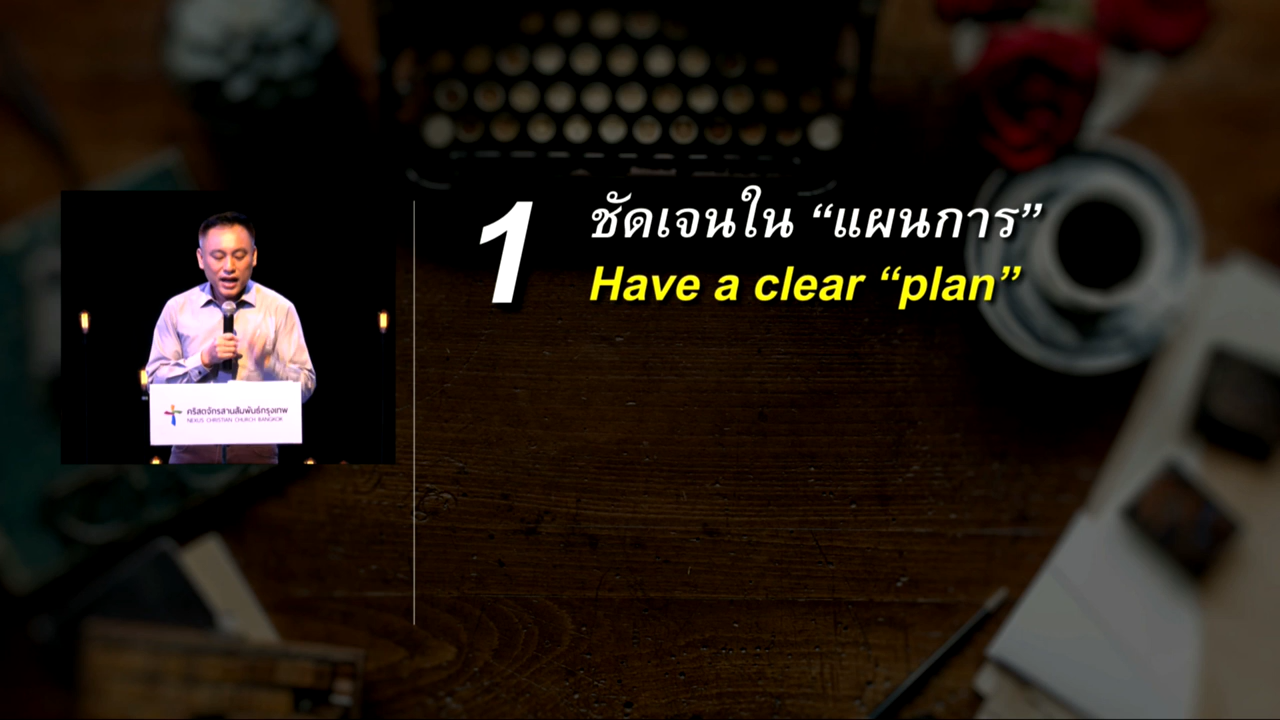 1
ชัดเจนใน “แผนการ”
Have a clear “plan”
คริสตจักรสานสัมพันธ์กรุงเทพ
NEXUS CHRISTIAN CHURCH BANGKOK